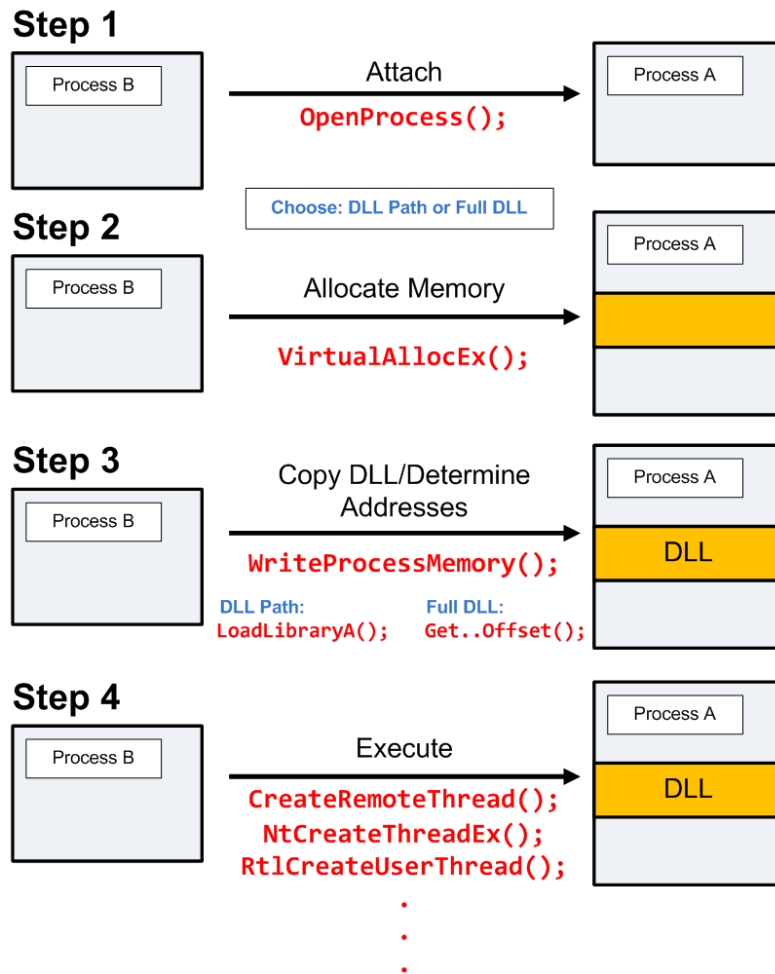 Step 1
Process B
Attach
OpenProcess();
Process A
Choose: DLL Path or Full DLL
Step 2
Process B
Allocate Memory
VirtualAllocEx();
Process A
Step 3
Process B
Copy DLL/Determine
Addresses
WriteProcessMemory();
DLL Path:
LoadLibraryA();
Full DLL:
Get..Offset();
Process A
DLL
Step 4
Process B
Execute
CreateRemoteThread();
NtCreateThreadEx();
RtlCreateUserThread();
.
.
.
Process A
DLL